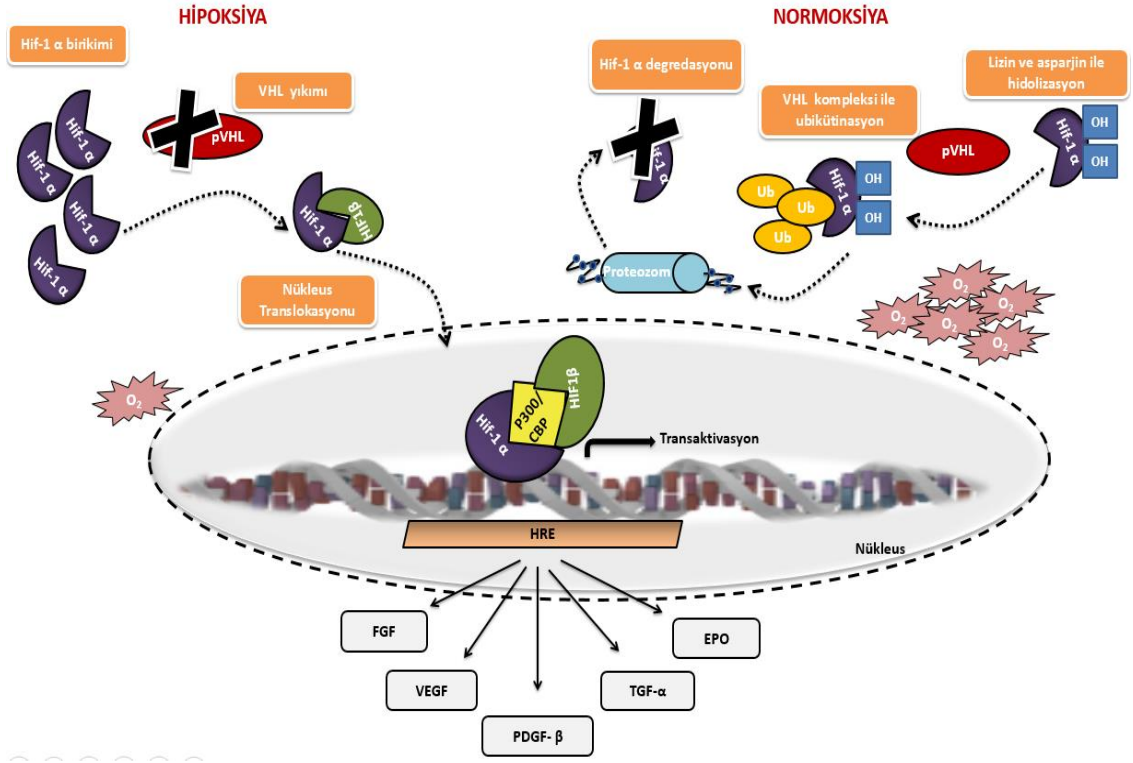 HİPOKSİYA
NORMOKSİYA
Hif-1 α birikimi
VHL yıkımı
pVHL
Hif-1 α
Hif-1 α
Hif-1 α
Hif-1 α
Hif-1 α
HIF1β
Nükleus
Translokasyonu
Hif-1 α degredasyonu
Hif-1 α
VHL kompleksi ile
ubikütinasyon
Lizin ve asparjin ile
hidolizasyon
pVHL
Hif-1 α
OH
OH
Hif-1 α
OH
OH
Ub
Ub
Ub
Proteozom
O2
O2
O2
O2
O2
O2
Hif-1 α
P300/
CBP
HIF1β
Transaktivasyon
HRE
Nükleus
FGF
VEGF
PDGF- β
TGF-α
EPO